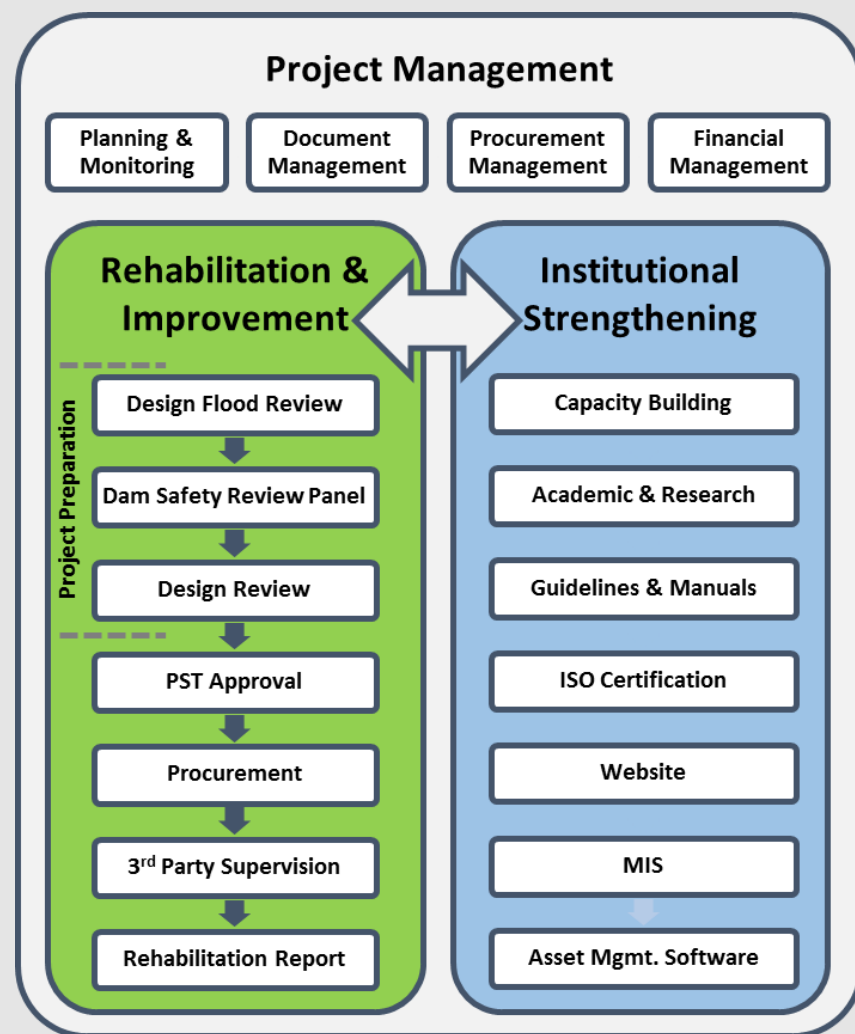 Project Management
Planning &
Monitoring
Document
Management
Procurement
Management
Financial
Management
Rehabilitation &
Improvement
Project Preparation
Design Flood Review
Dam Safety Review Panel
Design Review
PST Approval
Procurement
3rd Party Supervision
Rehabilitation Report
Institutional
Strengthening
Capacity Building
Academic & Research
Guidelines & Manuals
ISO Certification
Website
MIS
Asset Mgmt. Software